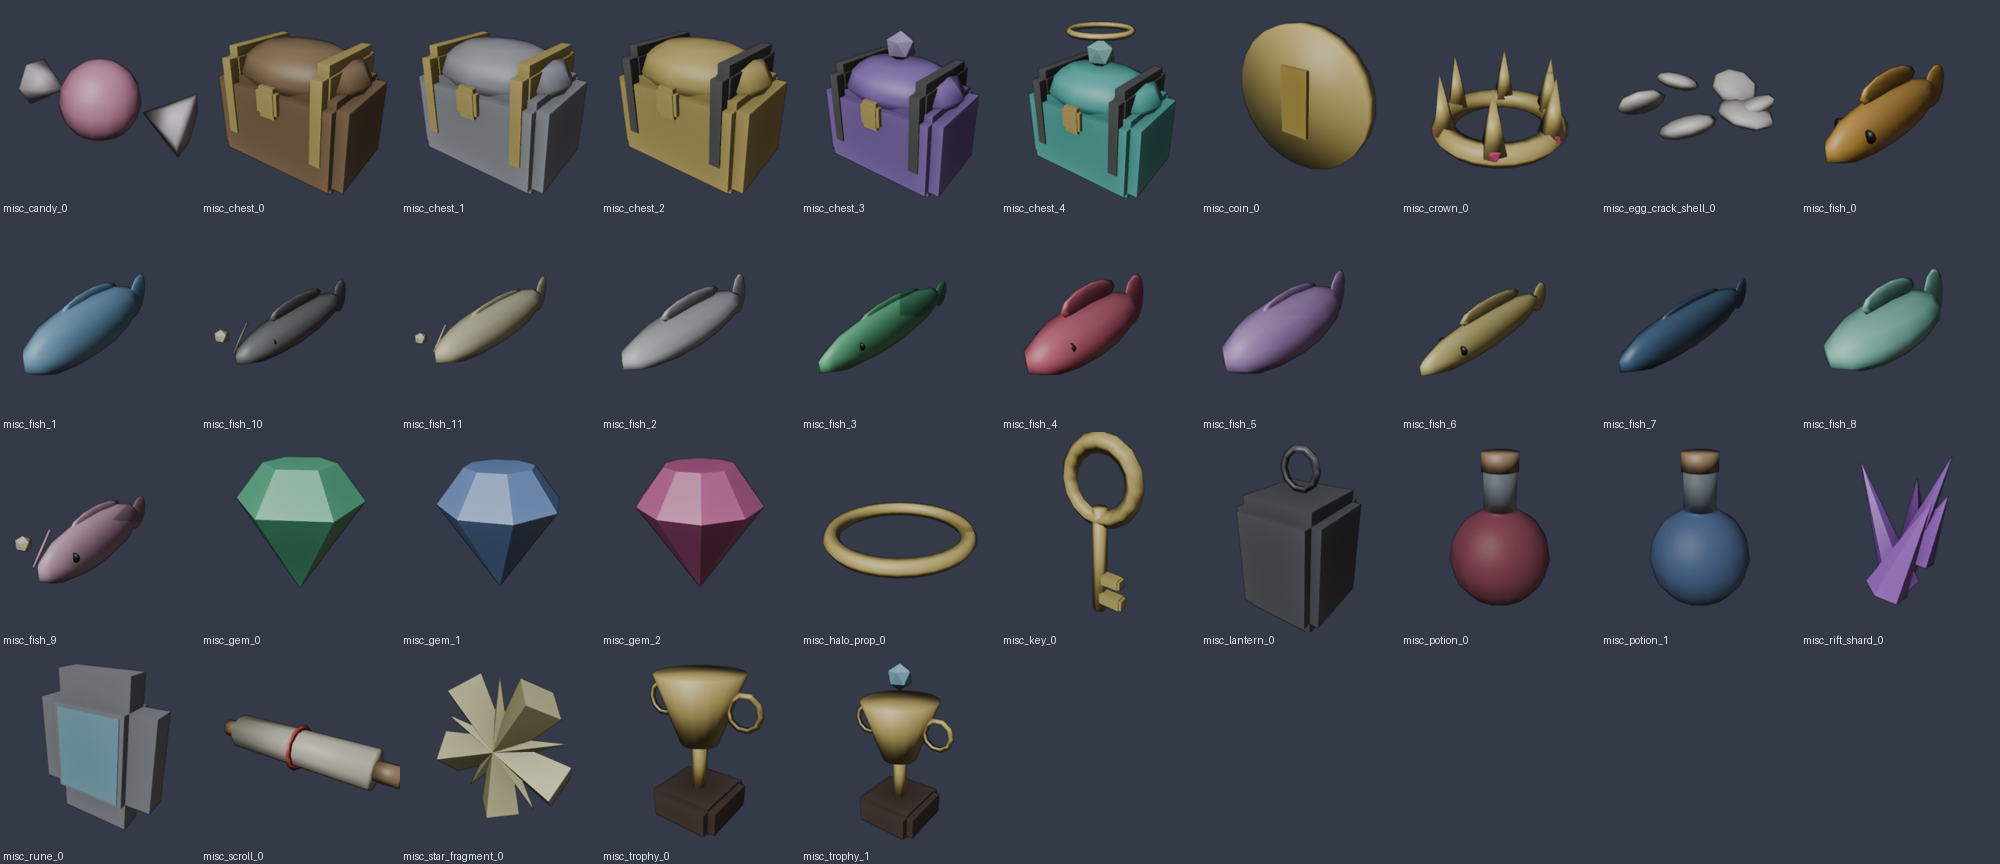 misc_candy_0
misc_chest_0
misc_chest_1
misc_chest_2
misc_chest_3
misc_chest_4
misc_coin_0
misc_crown_0
misc_egg_crack_shell_0
misc_fish_0
misc_fish_1
misc_fish_10
misc_fish_11
misc_fish_2
misc_fish_3
misc_fish_4
misc_fish_5
misc_fish_6
misc_fish_7
misc_fish_8
misc_fish_9
misc_gem_0
misc_gem_1
misc_gem_2
misc_halo_prop_0
misc_key_0
misc_lantern_0
misc_potion_0
misc_potion_1
misc_rift_shard_0
misc_rune_0
misc_scroll_0
misc_star_fragment_0
misc_trophy_0
misc_trophy_1